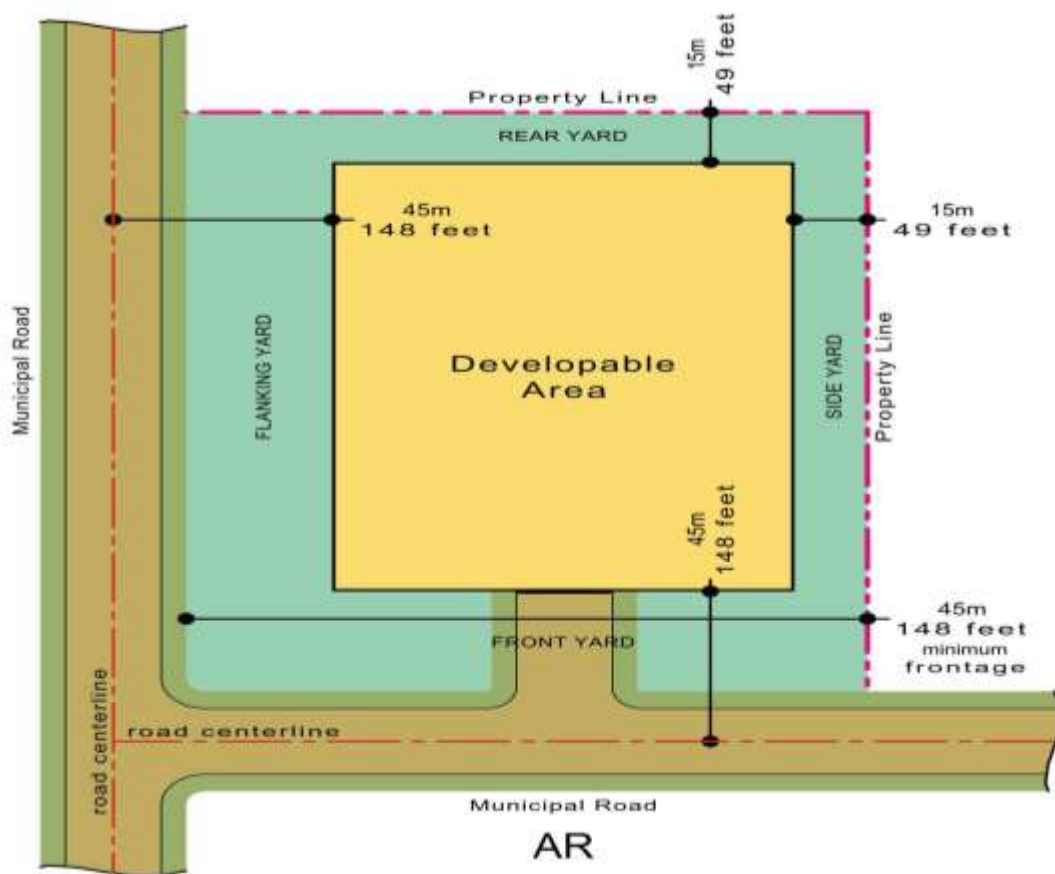 15m
49 feet
Property Line
REAR YARD
45m
148 feet
15m
49 feet
Municipal Road
FLANKING YARD
Developable
Area
SIDE YARD
Property Line
45m
148 feet
45m
148 feet
minimum
frontage
FRONT YARD
road centerline
road centerline
Municipal Road
AR